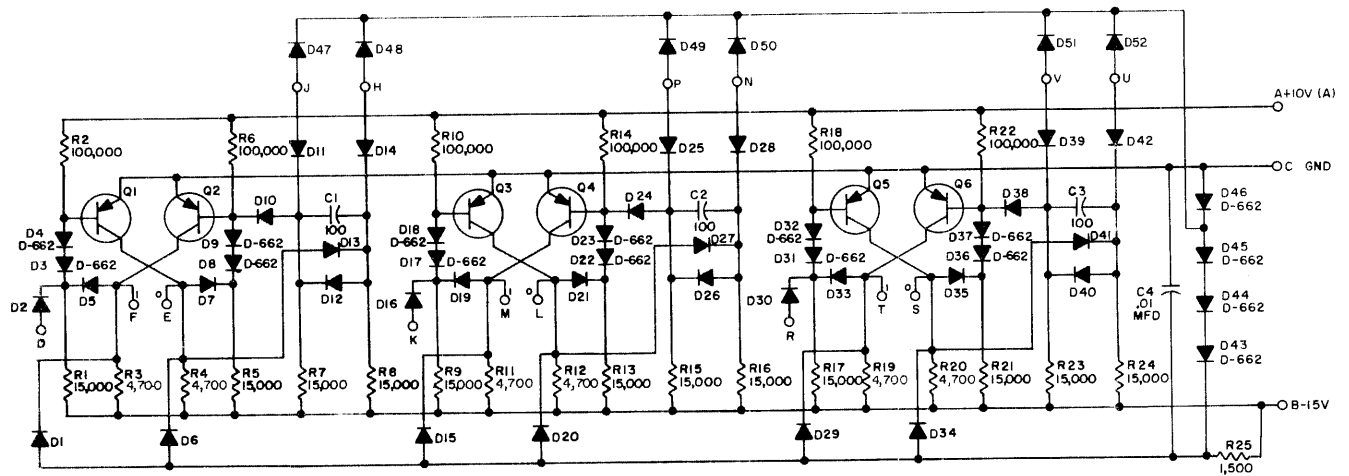 D47 D48 D49 D50 D51 D52
J H P N V U
A+10V (A)
R2 100,000 R6 100,000 D11 D14 R10 100,000 R14 100,000 D25 D28 R18 100,000 R22 100,000 D39 D42
C GND
Q1 Q2 D10 C1 100 Q3 Q4 D24 C2 100 Q5 Q6 D38 C3 100 D46 D-662
D4 D-662 D9 D-662 D13 D18 D-662 D23 D-662 D27 D32 D-662 D37 D-662 D41 D45 D-662
D3 D-662 D8 D-662 D17 D-662 D22 D-662 D31 D-662 D36 D-662
D2 D5 D7 D12 D16 D19 D21 D26 D30 D33 D35 D40 C4 .01 MFD D44 D-662
D 1 F 0 E K 1 M 0 L R 1 T 0 S
D43 D-662
R1 15,000 R3 4,700 R4 4,700 R5 15,000 R7 15,000 R8 15,000 R9 15,000 R11 4,700 R12 4,700 R13 15,000 R15 15,000 R16 15,000 R17 15,000 R19 4,700 R20 4,700 R21 15,000 R23 15,000 R24 15,000
B-15V
D1 D6 D15 D20 D29 D34 R25 1,500